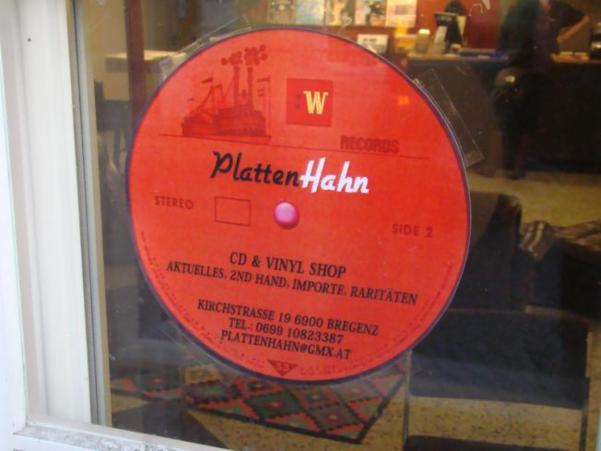 W
RECORDS
PlattenHahn
STEREO
SIDE 2
CD & VINYL SHOP
AKTUELLES, 2ND HAND, IMPORTE, RARITÄTEN
KIRCHSTRASSE 19 6900 BREGENZ
TEL.: 0699 10823387
PLATTENHAHN@GMX.AT
33